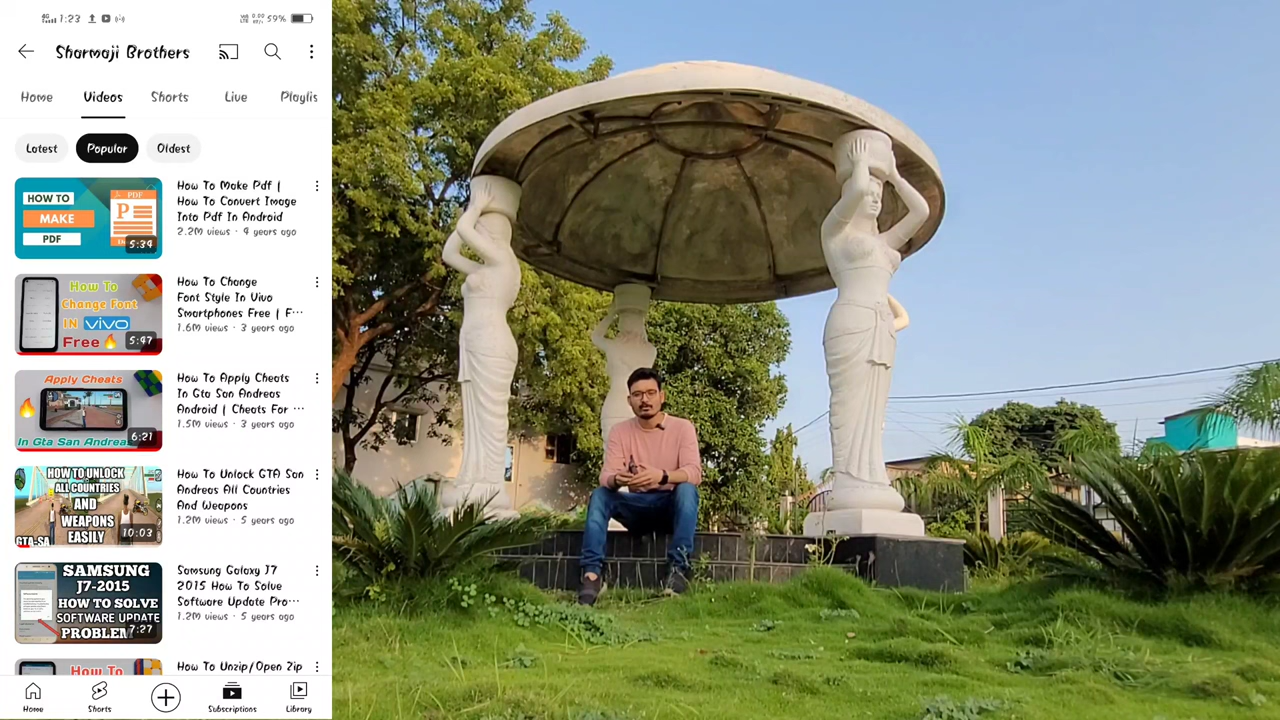 1:23
59%
Sharmaji Brothers
Home Videos Shorts Live Playlis
Latest Popular Oldest
HOW TO
MAKE
PDF
PDF
P
5:34
How To Make Pdf |
How To Convert Image
Into Pdf In Android
2.2M views · 4 years ago
How To
Change Font
IN vivo
Free
5:47
How To Change
Font Style In Vivo
Smartphones Free | F...
1.6M views · 3 years ago
Apply Cheats
In Gta San Andreas
6:21
How To Apply Cheats
In Gta San Andreas
Android | Cheats For ...
1.5M views · 3 years ago
HOW TO UNLOCK
ALL COUNTRIES
AND
WEAPONS
EASILY
GTA-SA
10:03
How To Unlock GTA San
Andreas All Countries
And Weapons
1.2M views · 5 years ago
SAMSUNG
J7-2015
HOW TO SOLVE
SOFTWARE UPDATE
PROBLEM
7:27
Samsung Galaxy J7
2015 How To Solve
Software Update Pro...
1.2M views · 5 years ago
How To
How To Unzip/Open Zip
Home Shorts Subscriptions Library